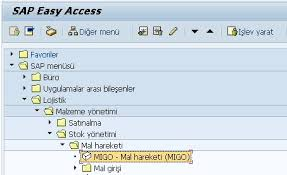 SAP Easy Access
Diğer menü
İşlev yarat
Favoriler
SAP menüsü
Büro
Uygulamalar arası bileşenler
Lojistik
Malzeme yönetimi
Satınalma
Stok yönetimi
Mal hareketi
MIGO - Mal hareketi (MIGO)
Mal girişi